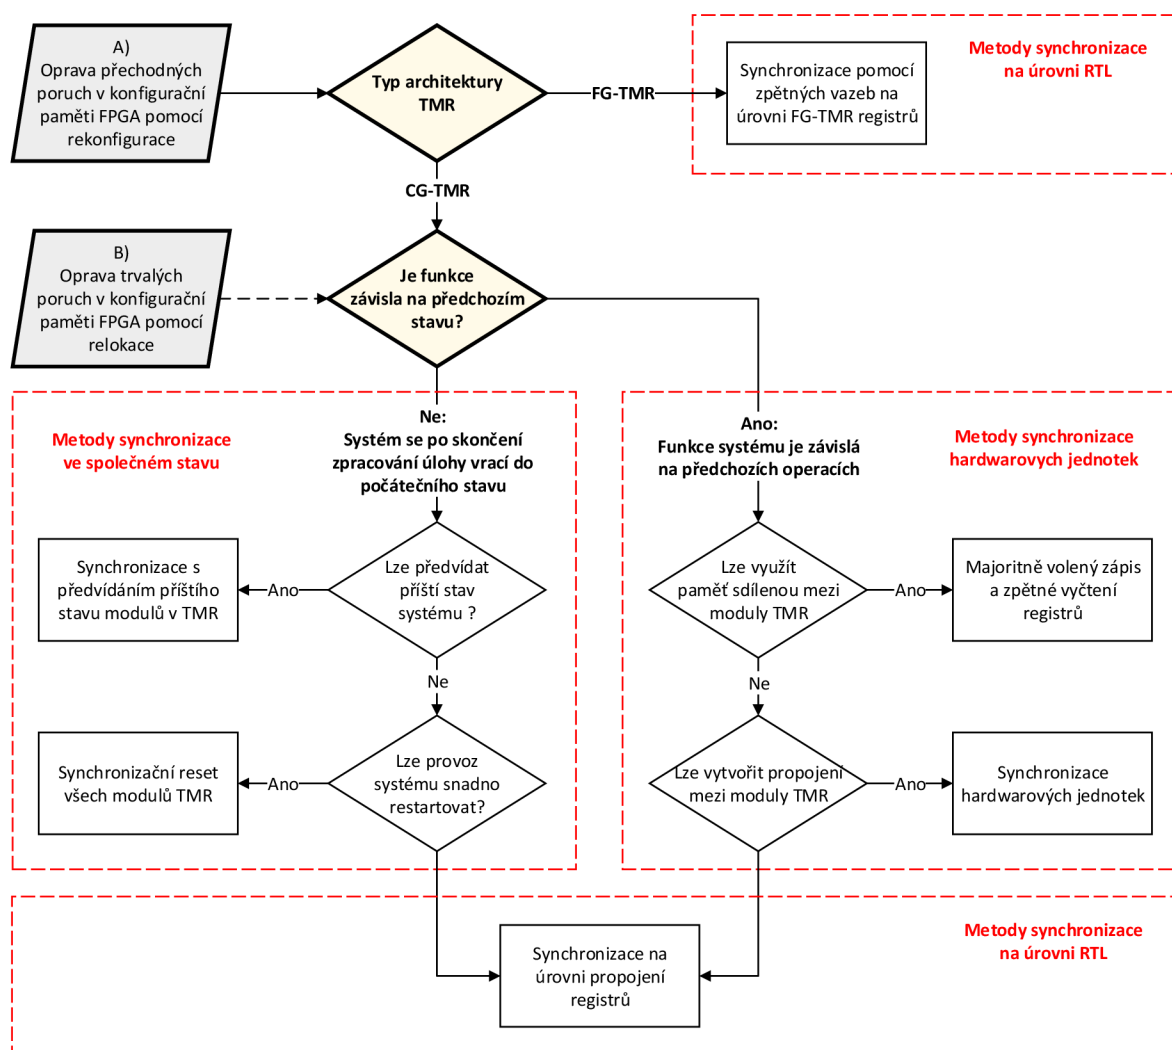 A)
Oprava přechodných
poruch v konfigurační
paměti FPGA pomocí
rekonfigurace
Typ architektury
TMR
FG-TMR
Synchronizace pomocí
zpětných vazeb na
úrovni FG-TMR registrů
Metody synchronizace
na úrovni RTL
CG-TMR
B)
Oprava trvalých
poruch v konfigurační
paměti FPGA pomocí
relokace
Je funkce
závisla na předchozím
stavu?
Metody synchronizace
ve společném stavu
Ne:
Systém se po skončení
zpracování úlohy vrací do
počátečního stavu
Ano:
Funkce systému je závislá
na předchozích operacích
Metody synchronizace
hardwarovych jednotek
Synchronizace s
předvídáním příštího
stavu modulů v TMR
Ano
Lze předvídat
příští stav
systému ?
Lze využít
paměť sdílenou mezi
moduly TMR
Ano
Majoritně volený zápis
a zpětné vyčtení
registrů
Ne
Ne
Synchronizační reset
všech modulů TMR
Ano
Lze provoz
systému snadno
restartovat?
Lze vytvořit propojení
mezi moduly TMR
Ano
Synchronizace
hardwarových jednotek
Synchronizace na
úrovni propojení
registrů
Metody synchronizace
na úrovni RTL